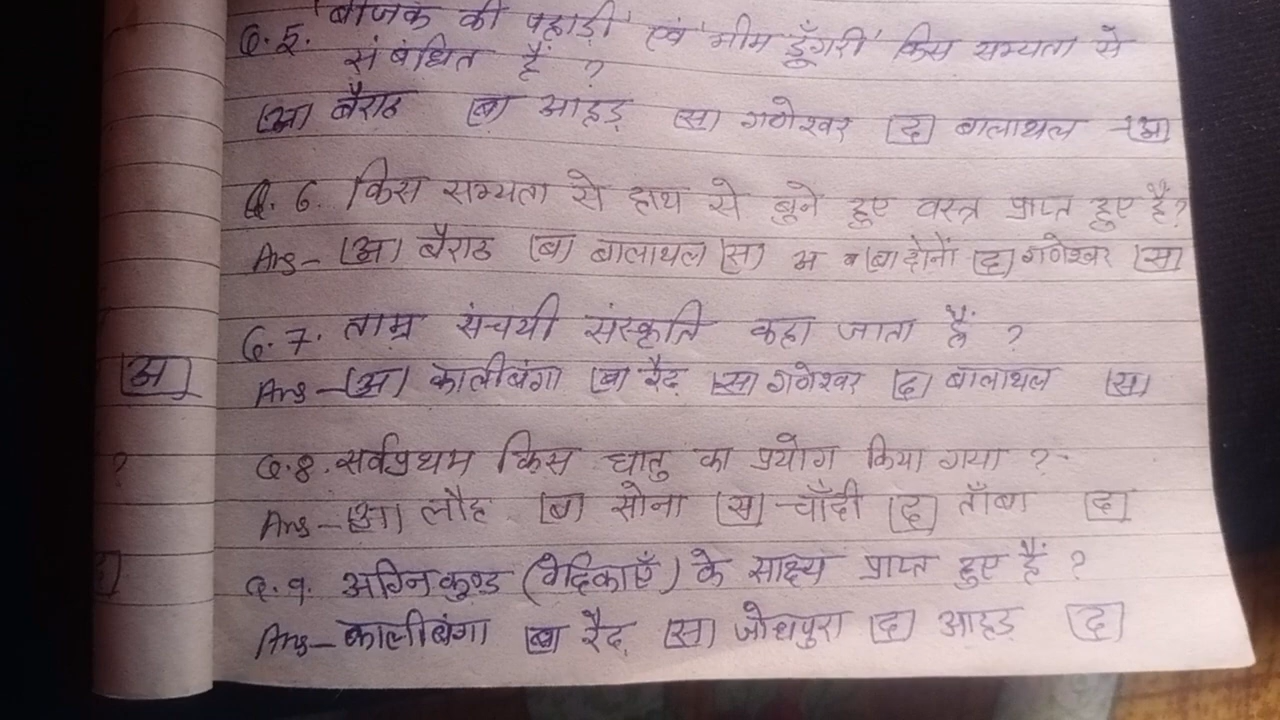 Q.5. 'बीजक की पहाड़ी' एवं 'भीम डूँगरी' किस सभ्यता से
संबंधित हैं ?
(अ) बैराठ (ब) आहड़ (स) गणेश्वर (द) बालाथल -(अ)
Q. 6. किस सभ्यता से हाथ से बुने हुए वस्त्र प्राप्त हुए है?
Ans- (अ) बैराठ (ब) बालाथल (स) अ व (ब) दोनों (द) गणेश्वर (स)
Q. 7. ताम्र संचयी संस्कृति कहा जाता हैं ?
(अ)
Ans-(अ) कालीबंगा (ब) रैढ़ (स) गणेश्वर (द) बालाथल (स)
? Q.8. सर्वप्रथम किस धातु का प्रयोग किया गया ?
Ans-(अ) लौह (ब) सोना (स) चाँदी (द) ताँबा (द)
Q.9. अग्निकुण्ड (वेदिकाएँ) के साक्ष्य प्राप्त हुए हैं ?
Ans- कालीबंगा (ब) रैढ़ (स) जोधपुरा (द) आहड़ (द)